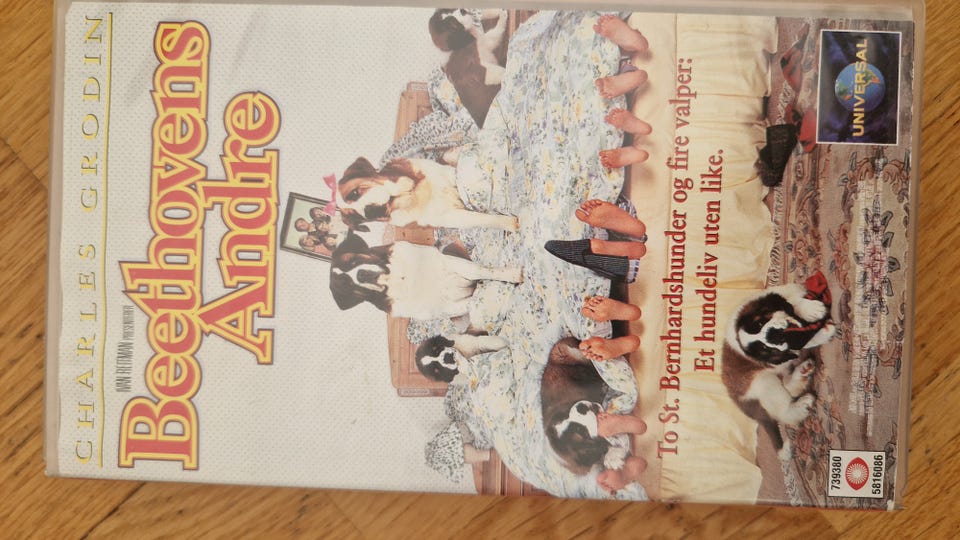 CHARLES GRODIN
IVAN REITMAN PRESENTERER
Beethovens
Andre
To St. Bernhardshunder og fire valper:
Et hundeliv uten like.
739380
5816086
UNIVERSAL